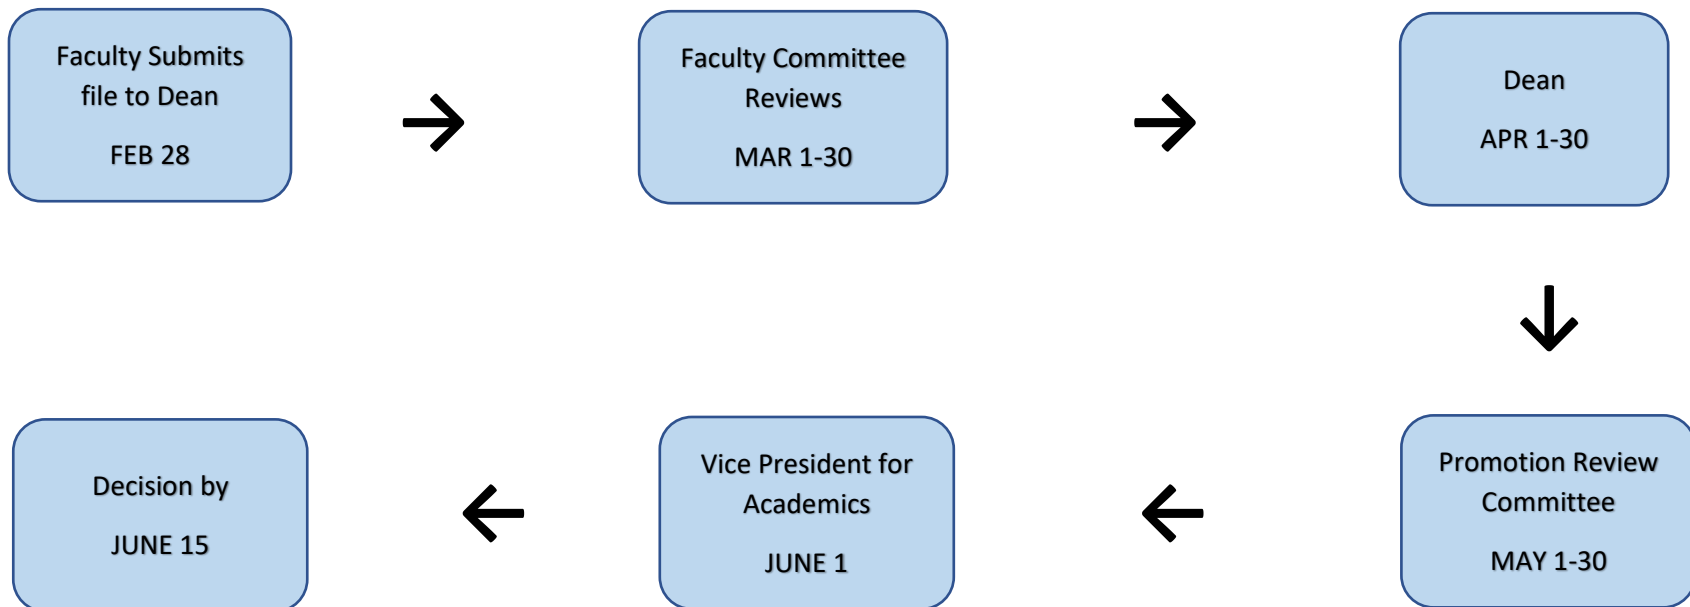 Faculty Submits
file to Dean
FEB 28
Faculty Committee
Reviews
MAR 1-30
Dean
APR 1-30
Promotion Review
Committee
MAY 1-30
Vice President for
Academics
JUNE 1
Decision by
JUNE 15